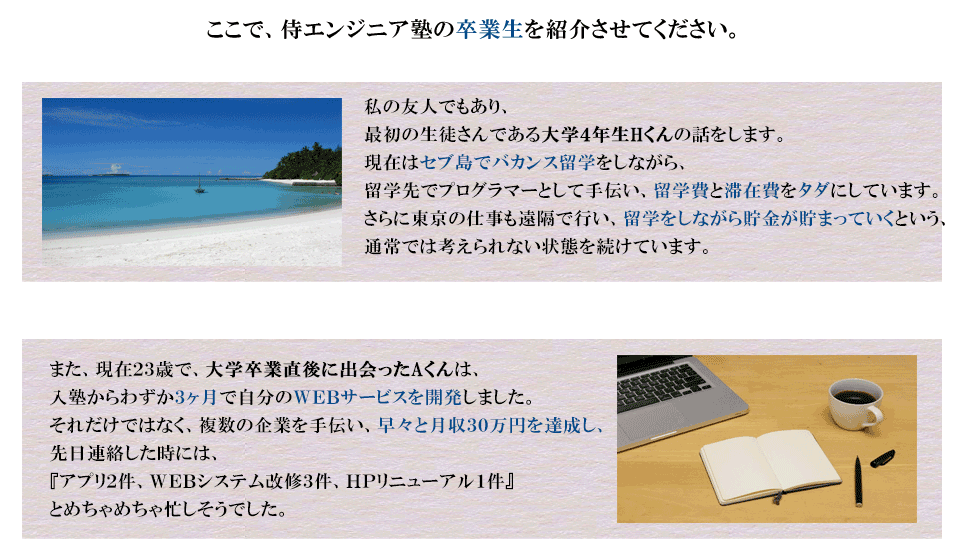 ここで、侍エンジニア塾の卒業生を紹介させてください。
私の友人でもあり、
最初の生徒さんである大学4年生Hくんの話をします。
現在はセブ島でバカンス留学をしながら、
留学先でプログラマーとして手伝い、留学費と滞在費をタダにしています。
さらに東京の仕事も遠隔で行い、留学をしながら貯金が貯まっていくという、
通常では考えられない状態を続けています。
また、現在23歳で、大学卒業直後に出会ったAくんは、
入塾からわずか3ヶ月で自分のWEBサービスを開発しました。
それだけではなく、複数の企業を手伝い、早々と月収30万円を達成し、
先日連絡した時には、
『アプリ2件、WEBシステム改修3件、HPリニューアル1件』
とめちゃめちゃ忙しそうでした。